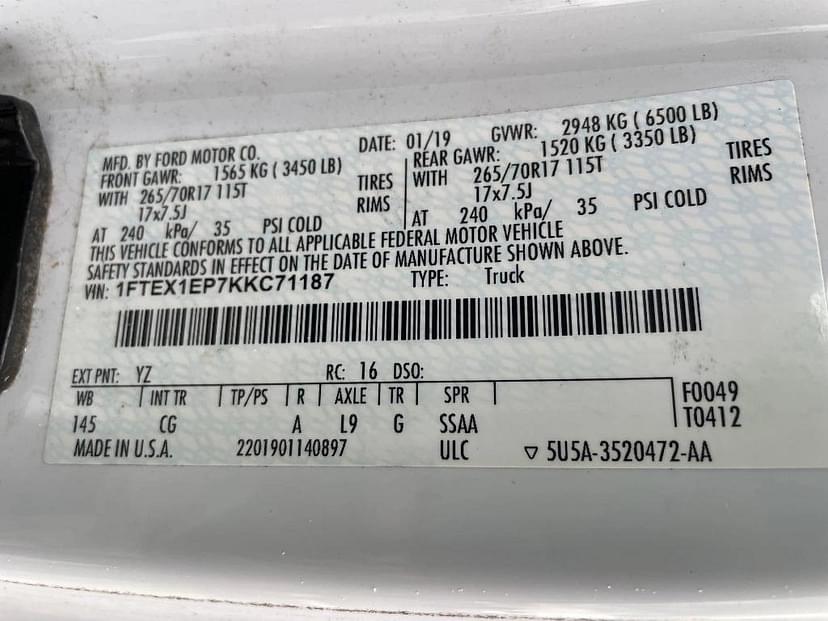 MFD. BY FORD MOTOR CO. DATE: 01/19 GVWR: 2948 KG ( 6500 LB)
FRONT GAWR: 1565 KG ( 3450 LB) REAR GAWR: 1520 KG ( 3350 LB)
WITH 265/70R17 115T TIRES WITH 265/70R17 115T TIRES
17x7.5J RIMS 17x7.5J RIMS
AT 240 kPa/ 35 PSI COLD AT 240 kPa/ 35 PSI COLD
THIS VEHICLE CONFORMS TO ALL APPLICABLE FEDERAL MOTOR VEHICLE
SAFETY STANDARDS IN EFFECT ON THE DATE OF MANUFACTURE SHOWN ABOVE.
VIN: 1FTEX1EP7KKC71187 TYPE: Truck
EXT PNT: YZ RC: 16 DSO:
WB INT TR TP/PS R AXLE TR SPR F0049
145 CG A L9 G SSAA T0412
MADE IN U.S.A. 2201901140897 ULC ▽ 5U5A-3520472-AA